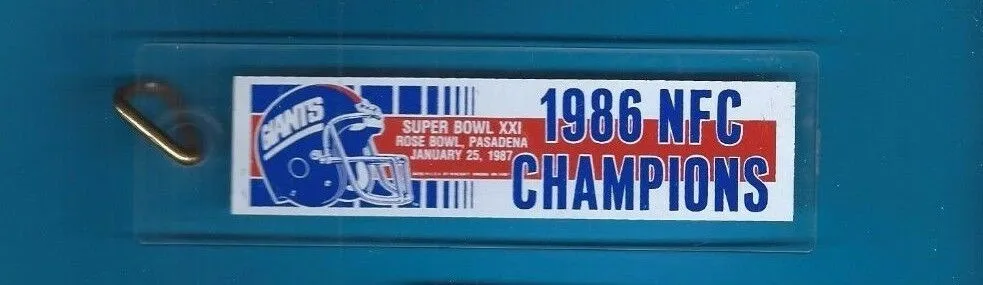 GIANTS
SUPER BOWL XXI
ROSE BOWL, PASADENA
JANUARY 25, 1987
1986 NFC
CHAMPIONS